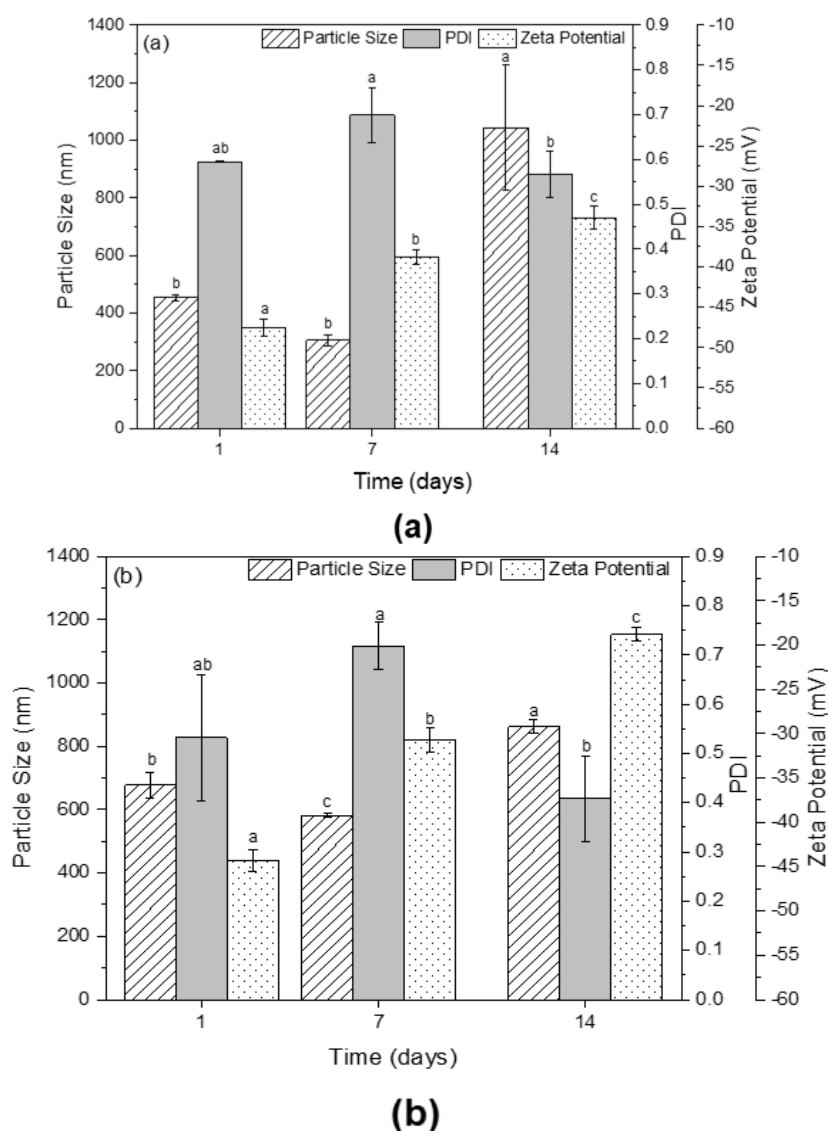 (a)
Particle Size PDI Zeta Potential
1400
1200
1000
800
600
400
200
0
Particle Size (nm)
0.9
0.8
0.7
0.6
0.5
0.4
0.3
0.2
0.1
0.0
PDI
-10
-15
-20
-25
-30
-35
-40
-45
-50
-55
-60
Zeta Potential (mV)
b
ab
a
b
a
b
a
b
c
1 7 14
Time (days)
(a)
(b)
Particle Size PDI Zeta Potential
1400
1200
1000
800
600
400
200
0
Particle Size (nm)
0.9
0.8
0.7
0.6
0.5
0.4
0.3
0.2
0.1
0.0
PDI
-10
-15
-20
-25
-30
-35
-40
-45
-50
-55
-60
Zeta Potential (mV)
b
ab
a
c
a
b
a
b
c
1 7 14
Time (days)
(b)